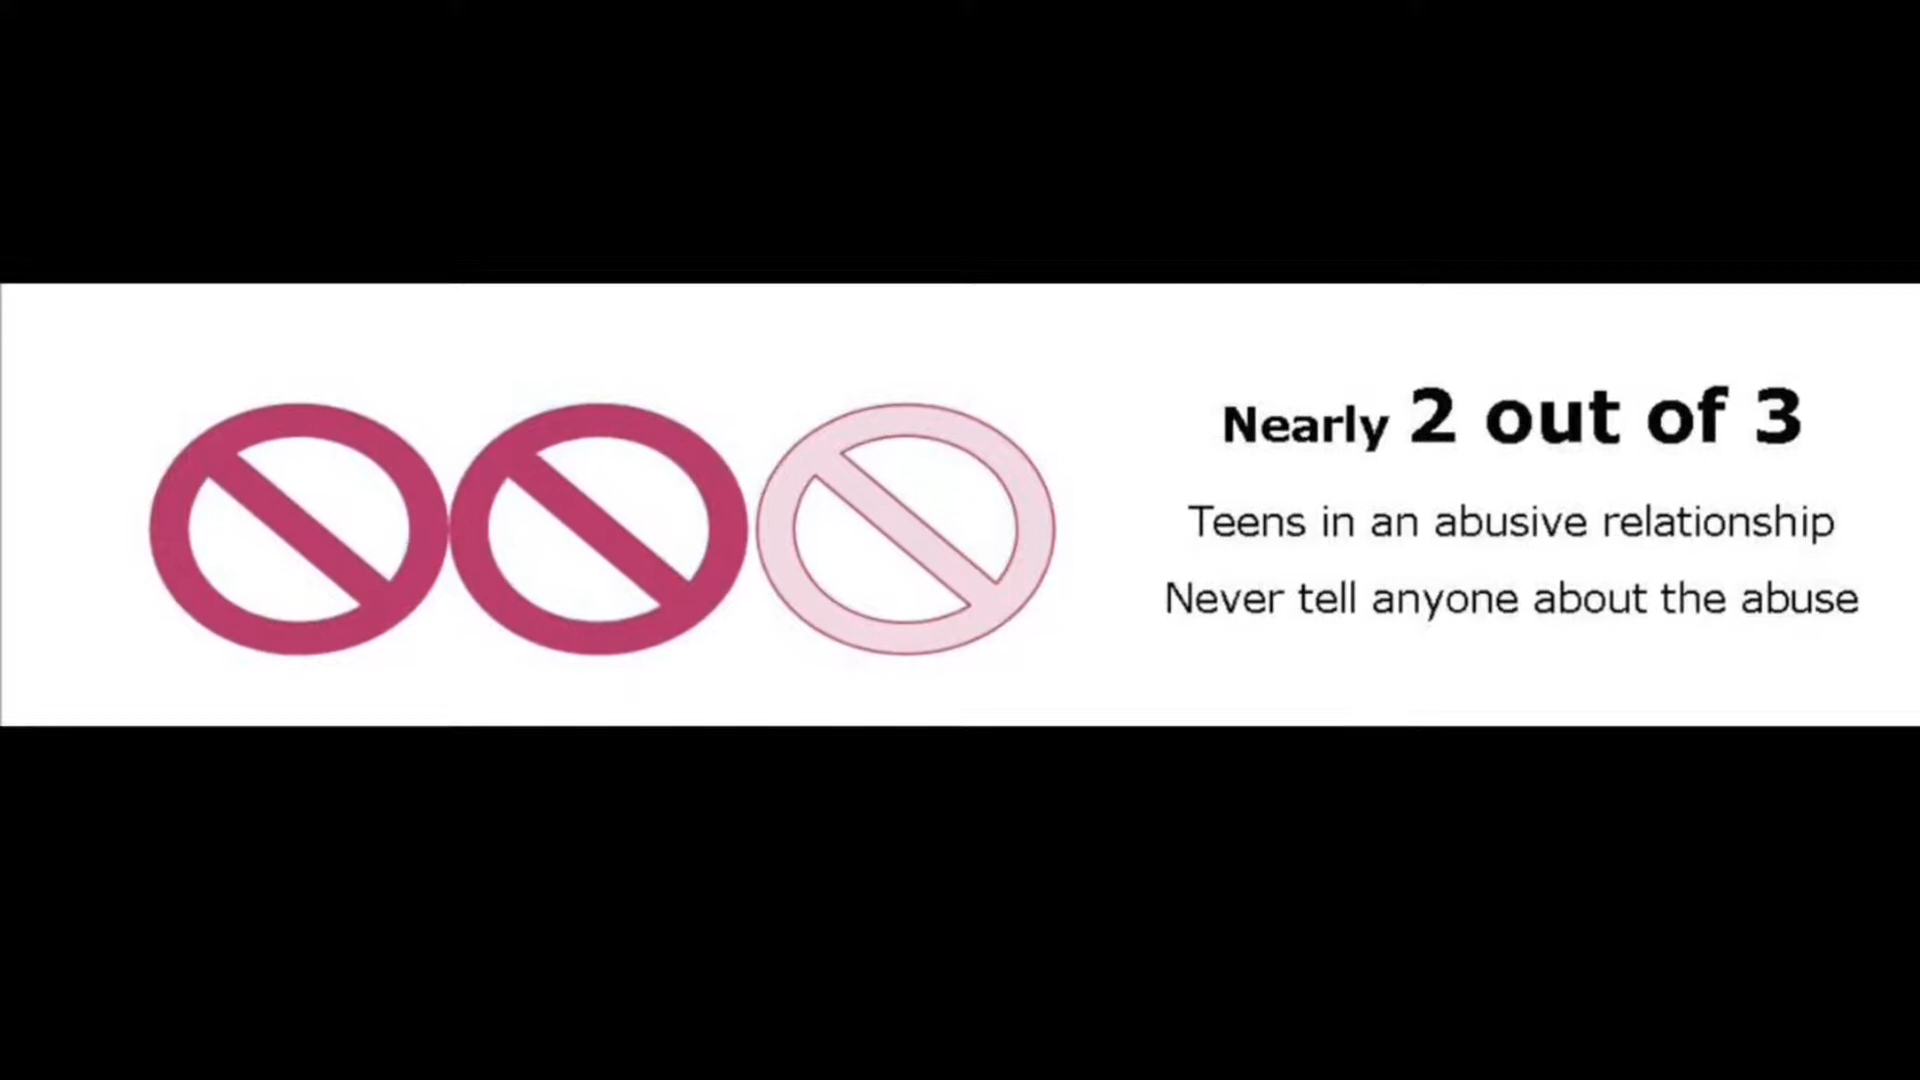 Nearly 2 out of 3
Teens in an abusive relationship
Never tell anyone about the abuse